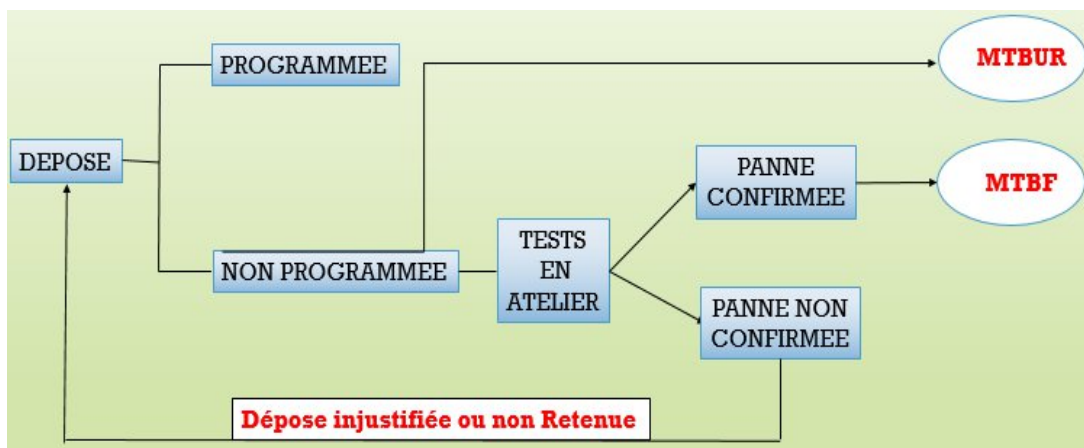 PROGRAMMEE
MTBUR
DEPOSE
PANNE
CONFIRMEE
MTBF
NON PROGRAMMEE
TESTS
EN
ATELIER
PANNE NON
CONFIRMEE
Dépose injustifiée ou non Retenue